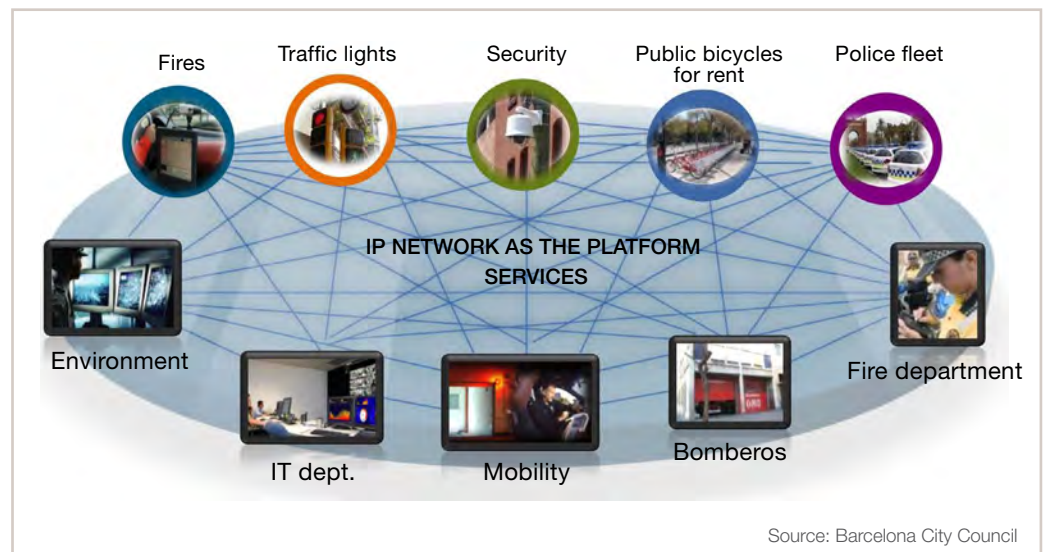 Fires
Traffic lights
Security
Public bicycles
for rent
Police fleet
IP NETWORK AS THE PLATFORM
SERVICES
Environment
IT dept.
Mobility
Bomberos
Fire department
Source: Barcelona City Council